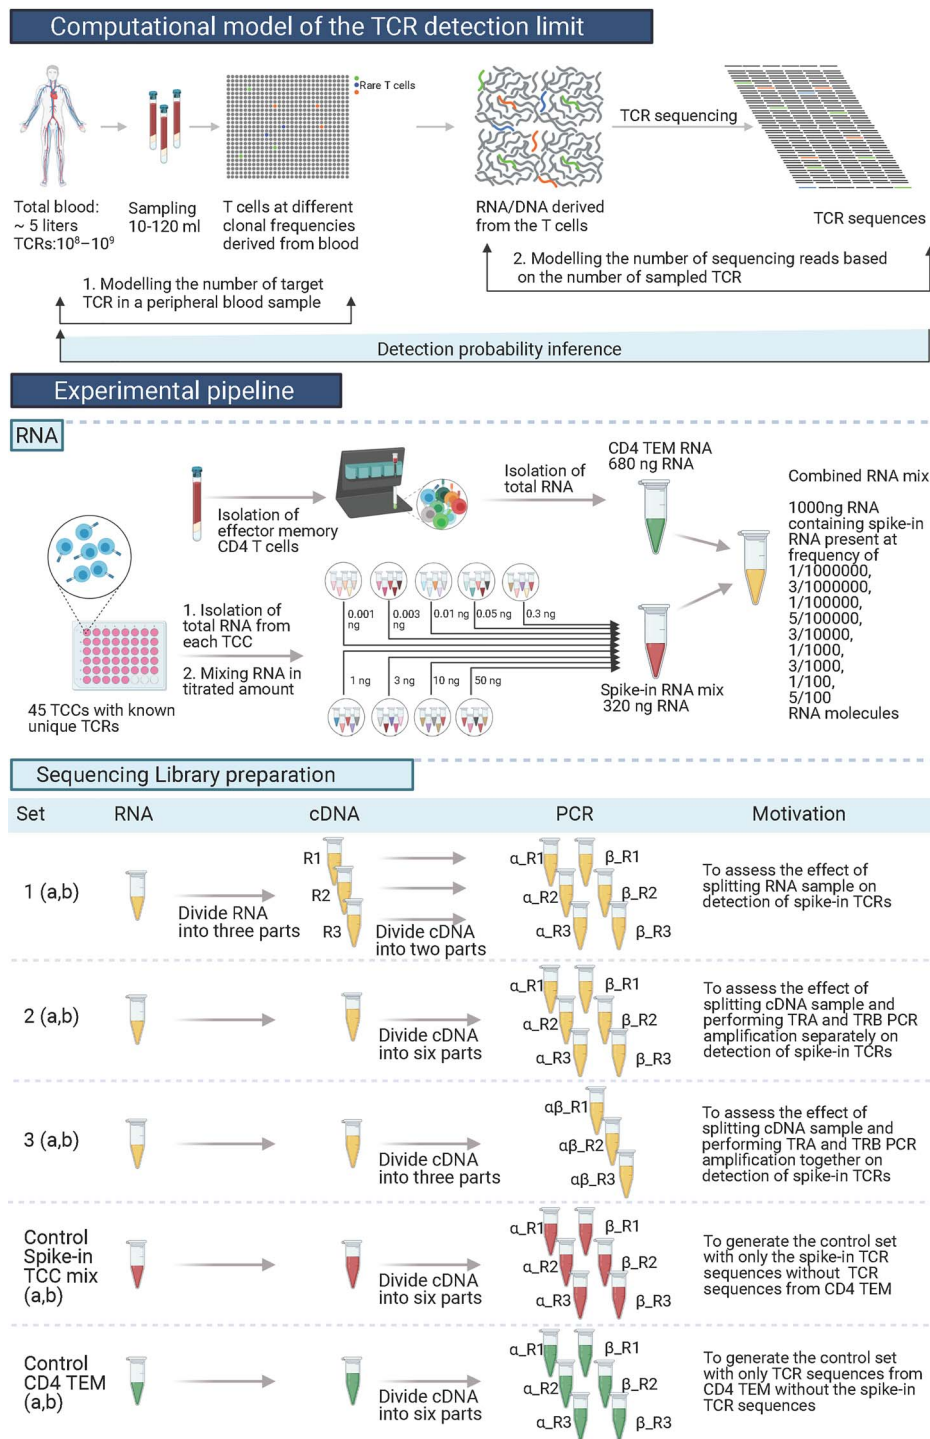 Computational model of the TCR detection limit
Rare T cells
TCR sequencing
Total blood:
~ 5 liters
TCRs:10⁸–10⁹
Sampling
10-120 ml
T cells at different
clonal frequencies
derived from blood
RNA/DNA derived
from the T cells
TCR sequences
1. Modelling the number of target
TCR in a peripheral blood sample
2. Modelling the number of sequencing reads based
on the number of sampled TCR
Detection probability inference
Experimental pipeline
RNA
Isolation of
effector memory
CD4 T cells
Isolation of
total RNA
CD4 TEM RNA
680 ng RNA
Combined RNA mix
1000ng RNA
containing spike-in
RNA present at
frequency of
1/1000000,
3/1000000,
1/100000,
5/100000,
3/10000,
1/1000,
3/1000,
1/100,
5/100
RNA molecules
45 TCCs with known
unique TCRs
1. Isolation of
total RNA from
each TCC
2. Mixing RNA in
titrated amount
0.001
ng
0.003
ng
0.01 ng
0.05 ng
0.3 ng
1 ng
3 ng
10 ng
50 ng
Spike-in RNA mix
320 ng RNA
Sequencing Library preparation
Set
RNA
cDNA
PCR
Motivation
1 (a,b)
Divide RNA
into three parts
R1
R2
R3
Divide cDNA
into two parts
α_R1
β_R1
α_R2
β_R2
α_R3
β_R3
To assess the effect of
splitting RNA sample on
detection of spike-in TCRs
2 (a,b)
Divide cDNA
into six parts
α_R1
β_R1
α_R2
β_R2
α_R3
β_R3
To assess the effect of
splitting cDNA sample and
performing TRA and TRB PCR
amplification separately on
detection of spike-in TCRs
3 (a,b)
Divide cDNA
into three parts
αβ_R1
αβ_R2
αβ_R3
To assess the effect of
splitting cDNA sample and
performing TRA and TRB PCR
amplification together on
detection of spike-in TCRs
Control
Spike-in
TCC mix
(a,b)
Divide cDNA
into six parts
α_R1
β_R1
α_R2
β_R2
α_R3
β_R3
To generate the control set
with only the spike-in TCR
sequences without TCR
sequences from CD4 TEM
Control
CD4 TEM
(a,b)
Divide cDNA
into six parts
α_R1
β_R1
α_R2
β_R2
α_R3
β_R3
To generate the control set
with only TCR sequences from
CD4 TEM without the spike-in
TCR sequences